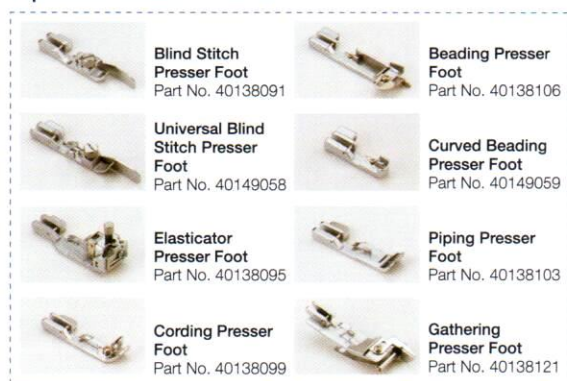 Blind Stitch
Presser Foot
Part No. 40138091
Universal Blind
Stitch Presser
Foot
Part No. 40149058
Elasticator
Presser Foot
Part No. 40138095
Cording Presser
Foot
Part No. 40138099
Beading Presser
Foot
Part No. 40138106
Curved Beading
Presser Foot
Part No. 40149059
Piping Presser
Foot
Part No. 40138103
Gathering
Presser Foot
Part No. 40138121